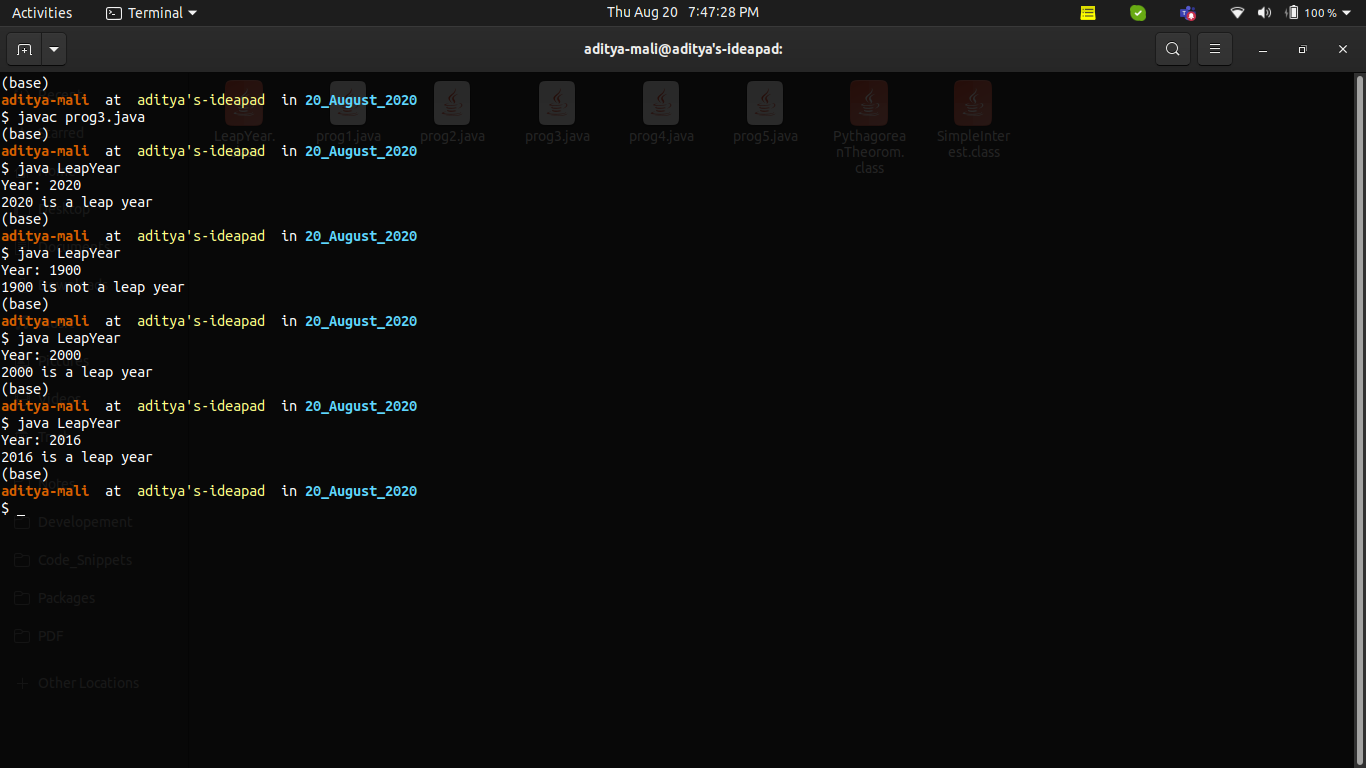 Activities Terminal Thu Aug 20 7:47:28 PM 100 %
aditya-mali@aditya's-ideapad:
(base)
aditya-mali at aditya's-ideapad in 20_August_2020
$ javac prog3.java
(base)
aditya-mali at aditya's-ideapad in 20_August_2020
$ java LeapYear
Year: 2020
2020 is a leap year
(base)
aditya-mali at aditya's-ideapad in 20_August_2020
$ java LeapYear
Year: 1900
1900 is not a leap year
(base)
aditya-mali at aditya's-ideapad in 20_August_2020
$ java LeapYear
Year: 2000
2000 is a leap year
(base)
aditya-mali at aditya's-ideapad in 20_August_2020
$ java LeapYear
Year: 2016
2016 is a leap year
(base)
aditya-mali at aditya's-ideapad in 20_August_2020
$ _
LeapYear. prog1.java prog2.java prog3.java prog4.java prog5.java Pythagorea SimpleInter
nTheorom. est.class
class
Developement
Code_Snippets
Packages
PDF
Other Locations